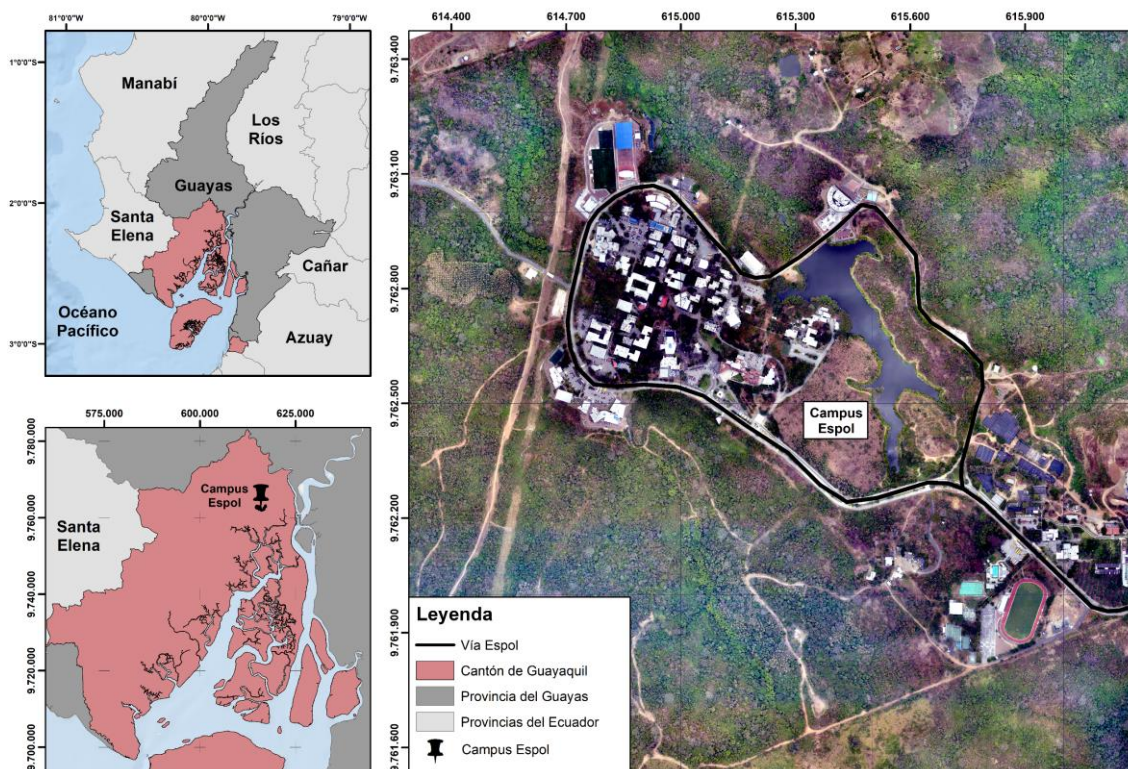 81°0'0"W 80°0'0"W 79°0'0"W
1°0'0"S
2°0'0"S
3°0'0"S
Manabí
Los
Ríos
Guayas
Santa
Elena
Cañar
Océano
Pacífico
Azuay
575.000 600.000 625.000
9.780.000
9.760.000
9.740.000
9.720.000
9.700.000
Campus
Espol
Santa
Elena
614.400 614.700 615.000 615.300 615.600 615.900
9.763.400
9.763.100
9.762.800
9.762.500
9.762.200
9.761.900
9.761.600
Campus
Espol
Leyenda
Vía Espol
Cantón de Guayaquil
Provincia del Guayas
Provincias del Ecuador
Campus Espol